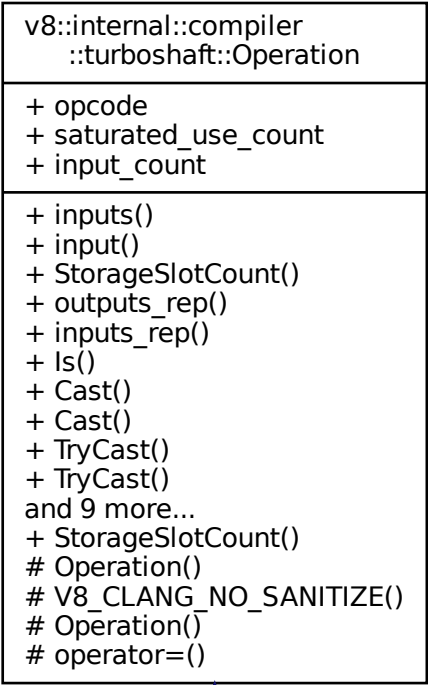 v8::internal::compiler
::turboshaft::Operation
+ opcode
+ saturated_use_count
+ input_count
+ inputs()
+ input()
+ StorageSlotCount()
+ outputs_rep()
+ inputs_rep()
+ Is()
+ Cast()
+ Cast()
+ TryCast()
+ TryCast()
and 9 more...
+ StorageSlotCount()
# Operation()
# V8_CLANG_NO_SANITIZE()
# Operation()
# operator=()